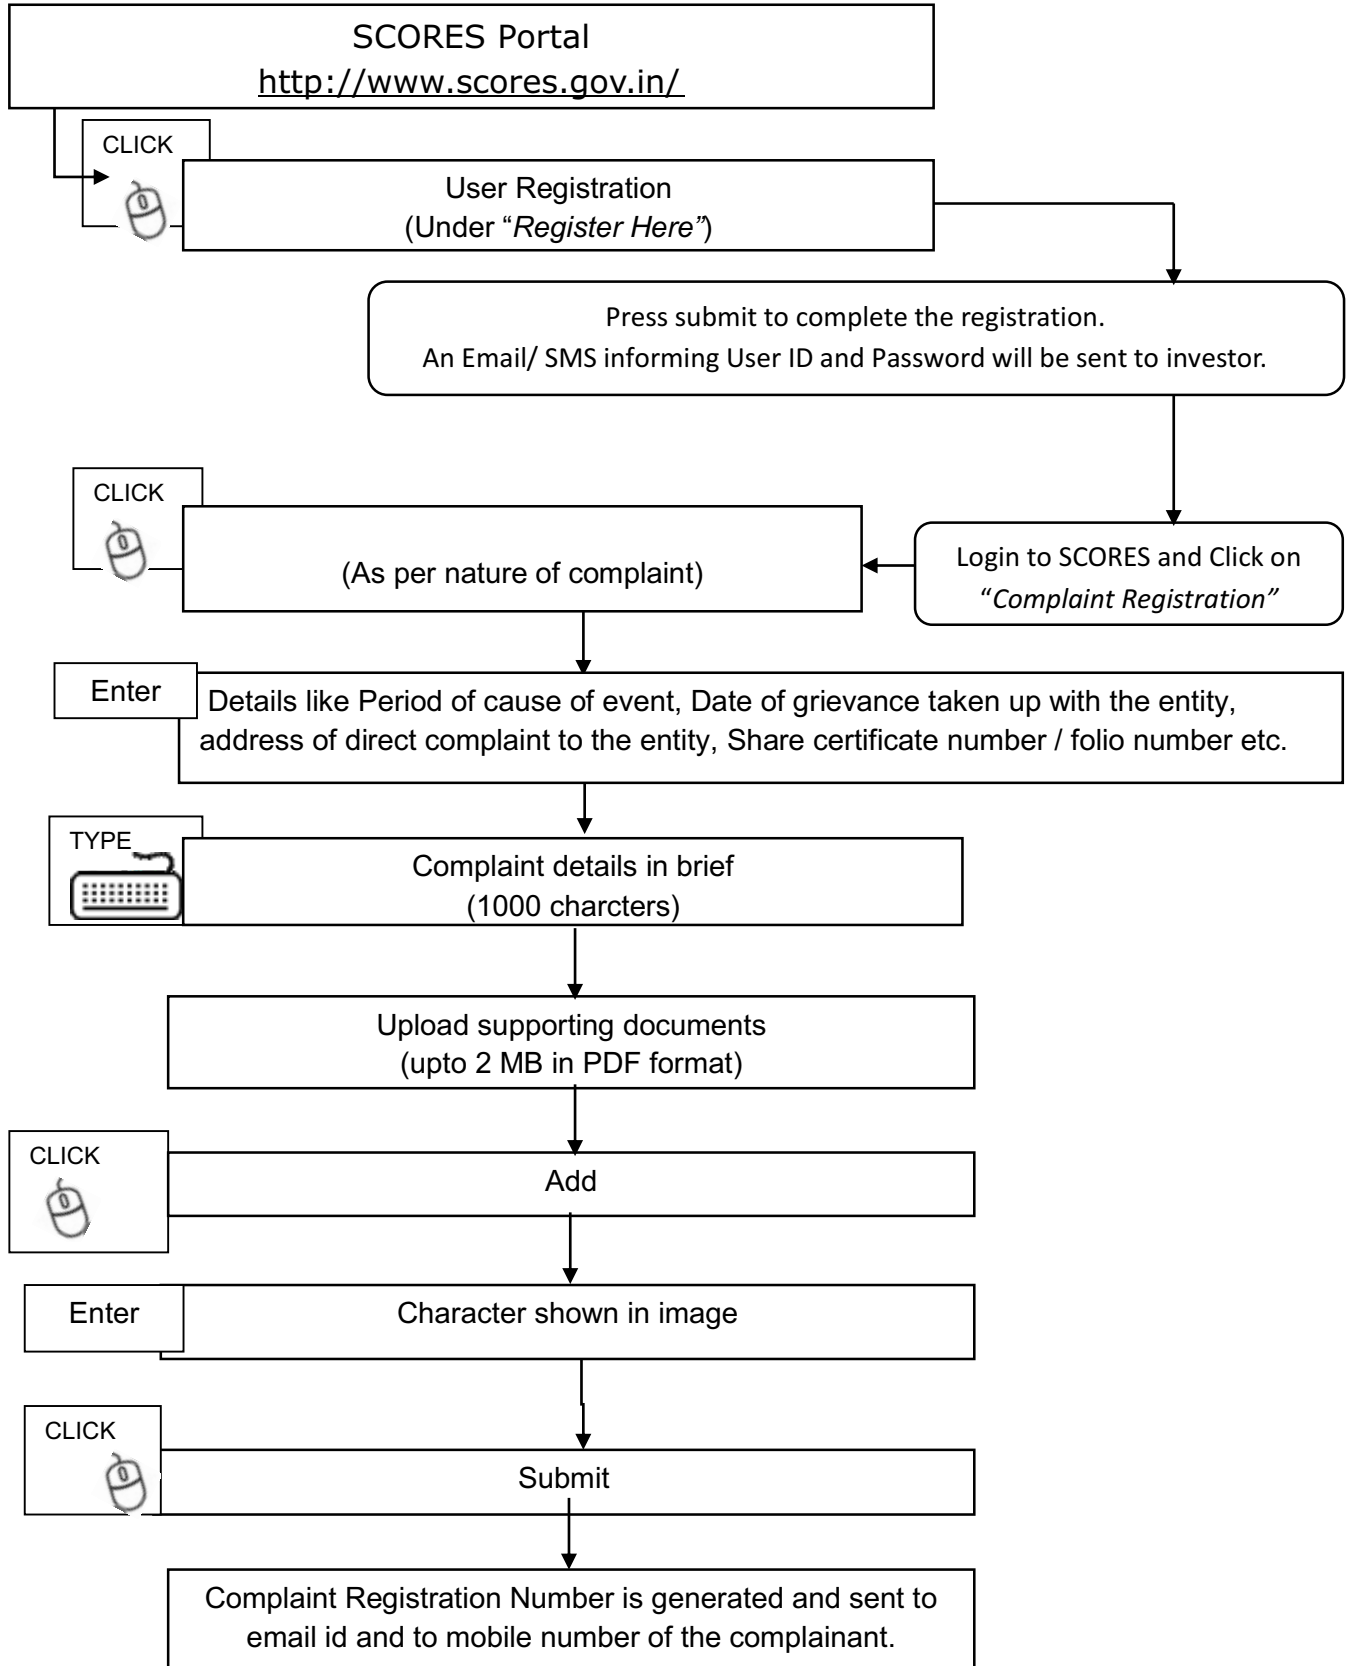 SCORES Portal
http://www.scores.gov.in/
CLICK
User Registration
(Under “Register Here”)
Press submit to complete the registration.
An Email/ SMS informing User ID and Password will be sent to investor.
Login to SCORES and Click on
“Complaint Registration”
CLICK
(As per nature of complaint)
Enter
Details like Period of cause of event, Date of grievance taken up with the entity,
address of direct complaint to the entity, Share certificate number / folio number etc.
TYPE
Complaint details in brief
(1000 charcters)
Upload supporting documents
(upto 2 MB in PDF format)
CLICK
Add
Enter
Character shown in image
CLICK
Submit
Complaint Registration Number is generated and sent to
email id and to mobile number of the complainant.